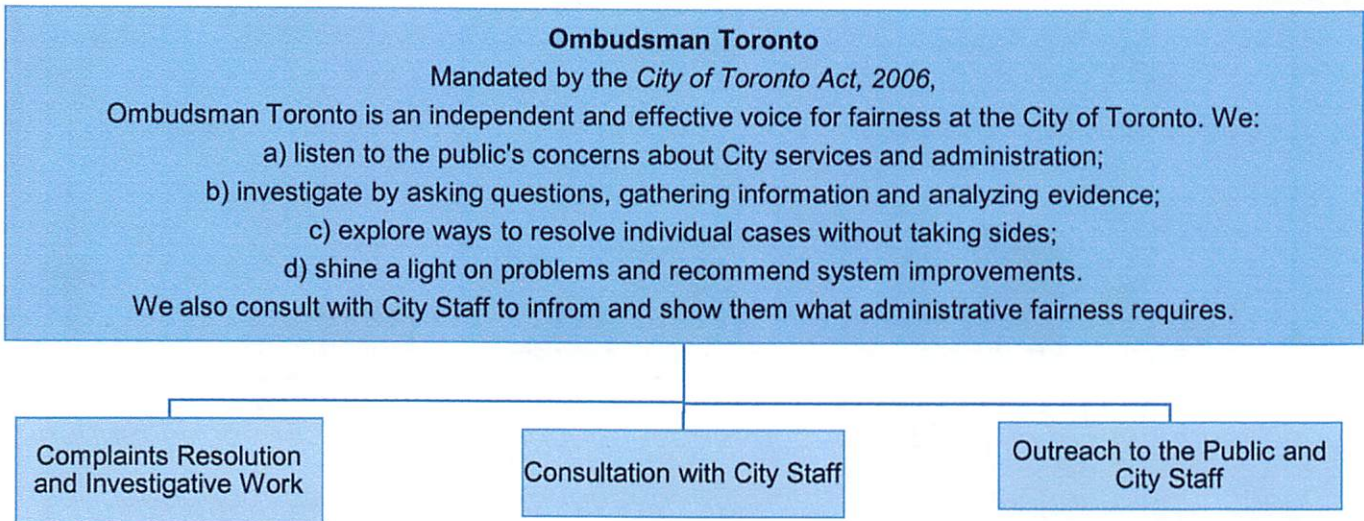 Ombudsman Toronto
Mandated by the City of Toronto Act, 2006,
Ombudsman Toronto is an independent and effective voice for fairness at the City of Toronto. We:
a) listen to the public's concerns about City services and administration;
b) investigate by asking questions, gathering information and analyzing evidence;
c) explore ways to resolve individual cases without taking sides;
d) shine a light on problems and recommend system improvements.
We also consult with City Staff to infrom and show them what administrative fairness requires.
Complaints Resolution
and Investigative Work
Consultation with City Staff
Outreach to the Public and
City Staff